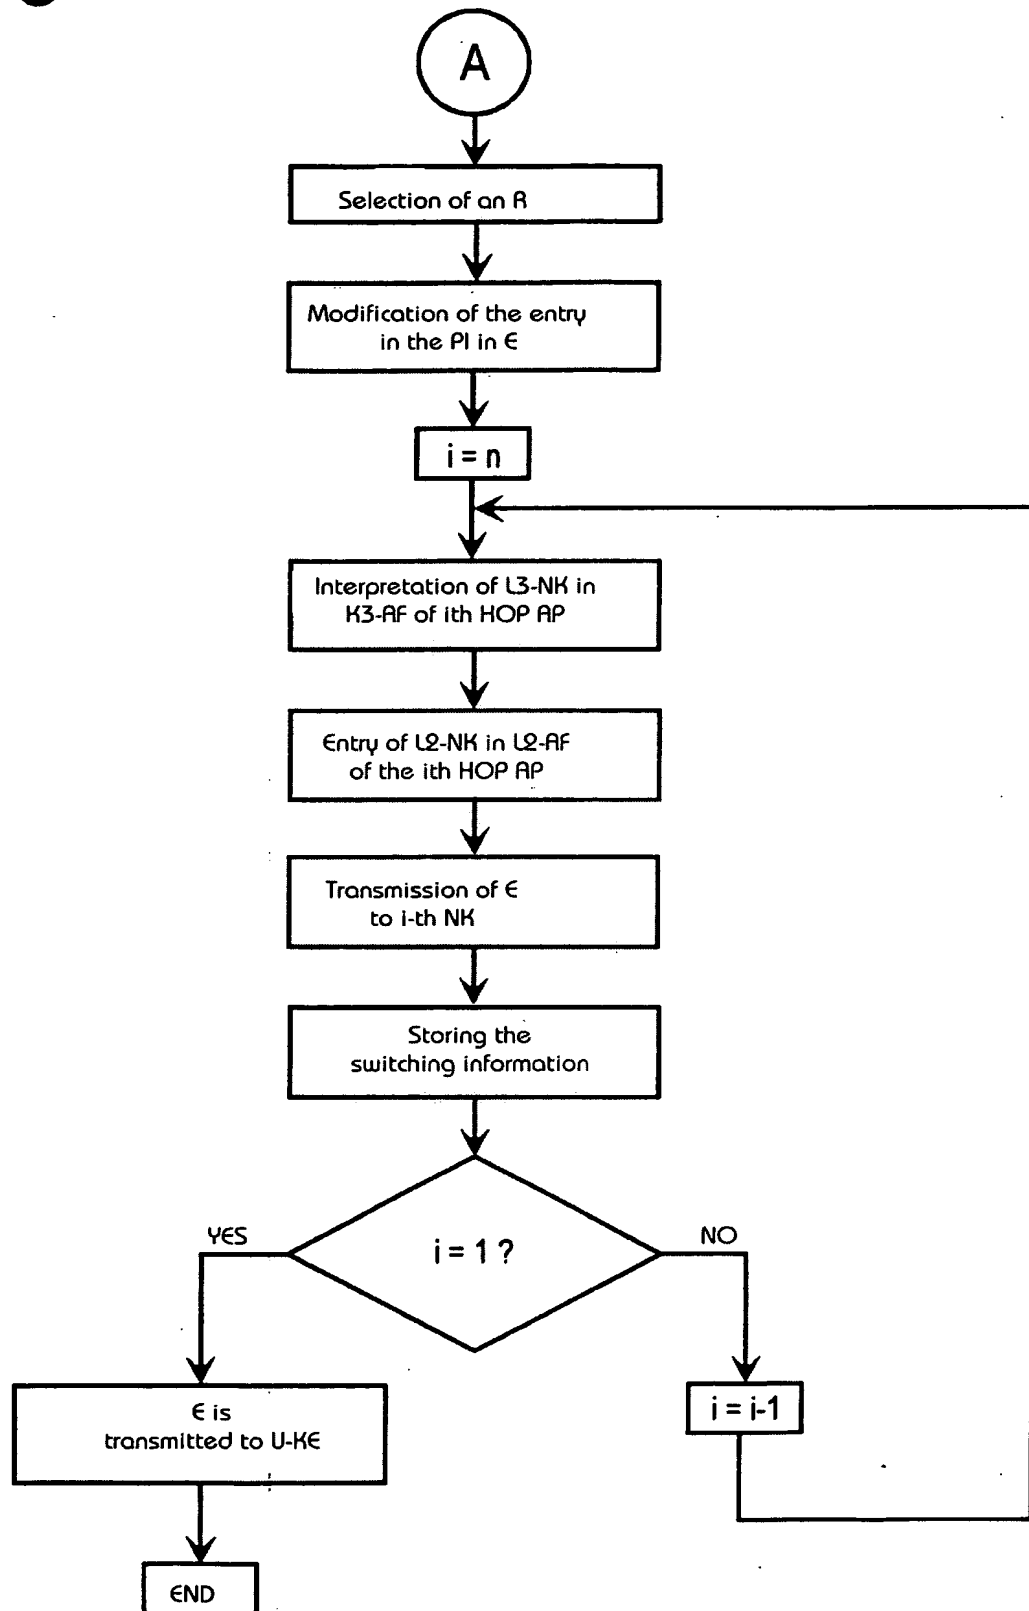 A
Selection of an R
Modification of the entry
in the PI in E
i = n
Interpretation of L3-NK in
K3-AF of ith HOP AP
Entry of L2-NK in L2-AF
of the ith HOP AP
Transmission of E
to i-th NK
Storing the
switching information
i = 1 ?
YES
NO
E is
transmitted to U-KE
i = i-1
END